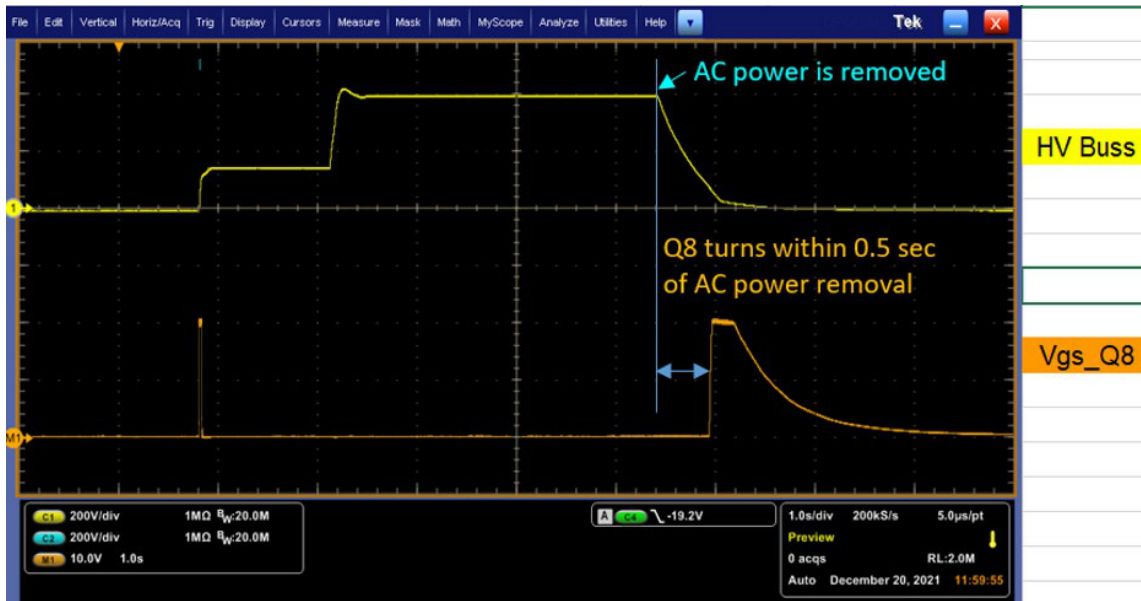 File Edit Vertical Horiz/Acq Trig Display Cursors Measure Mask Math MyScope Analyze Utilities Help Tek X
AC power is removed
HV Buss
1
Q8 turns within 0.5 sec
of AC power removal
Vgs_Q8
M1
C1 200V/div 1MΩ BW:20.0M
C2 200V/div 1MΩ BW:20.0M
M1 10.0V 1.0s
A C4 -19.2V
1.0s/div 200kS/s 5.0µs/pt
Preview
0 acqs RL:2.0M
Auto December 20, 2021 11:59:55